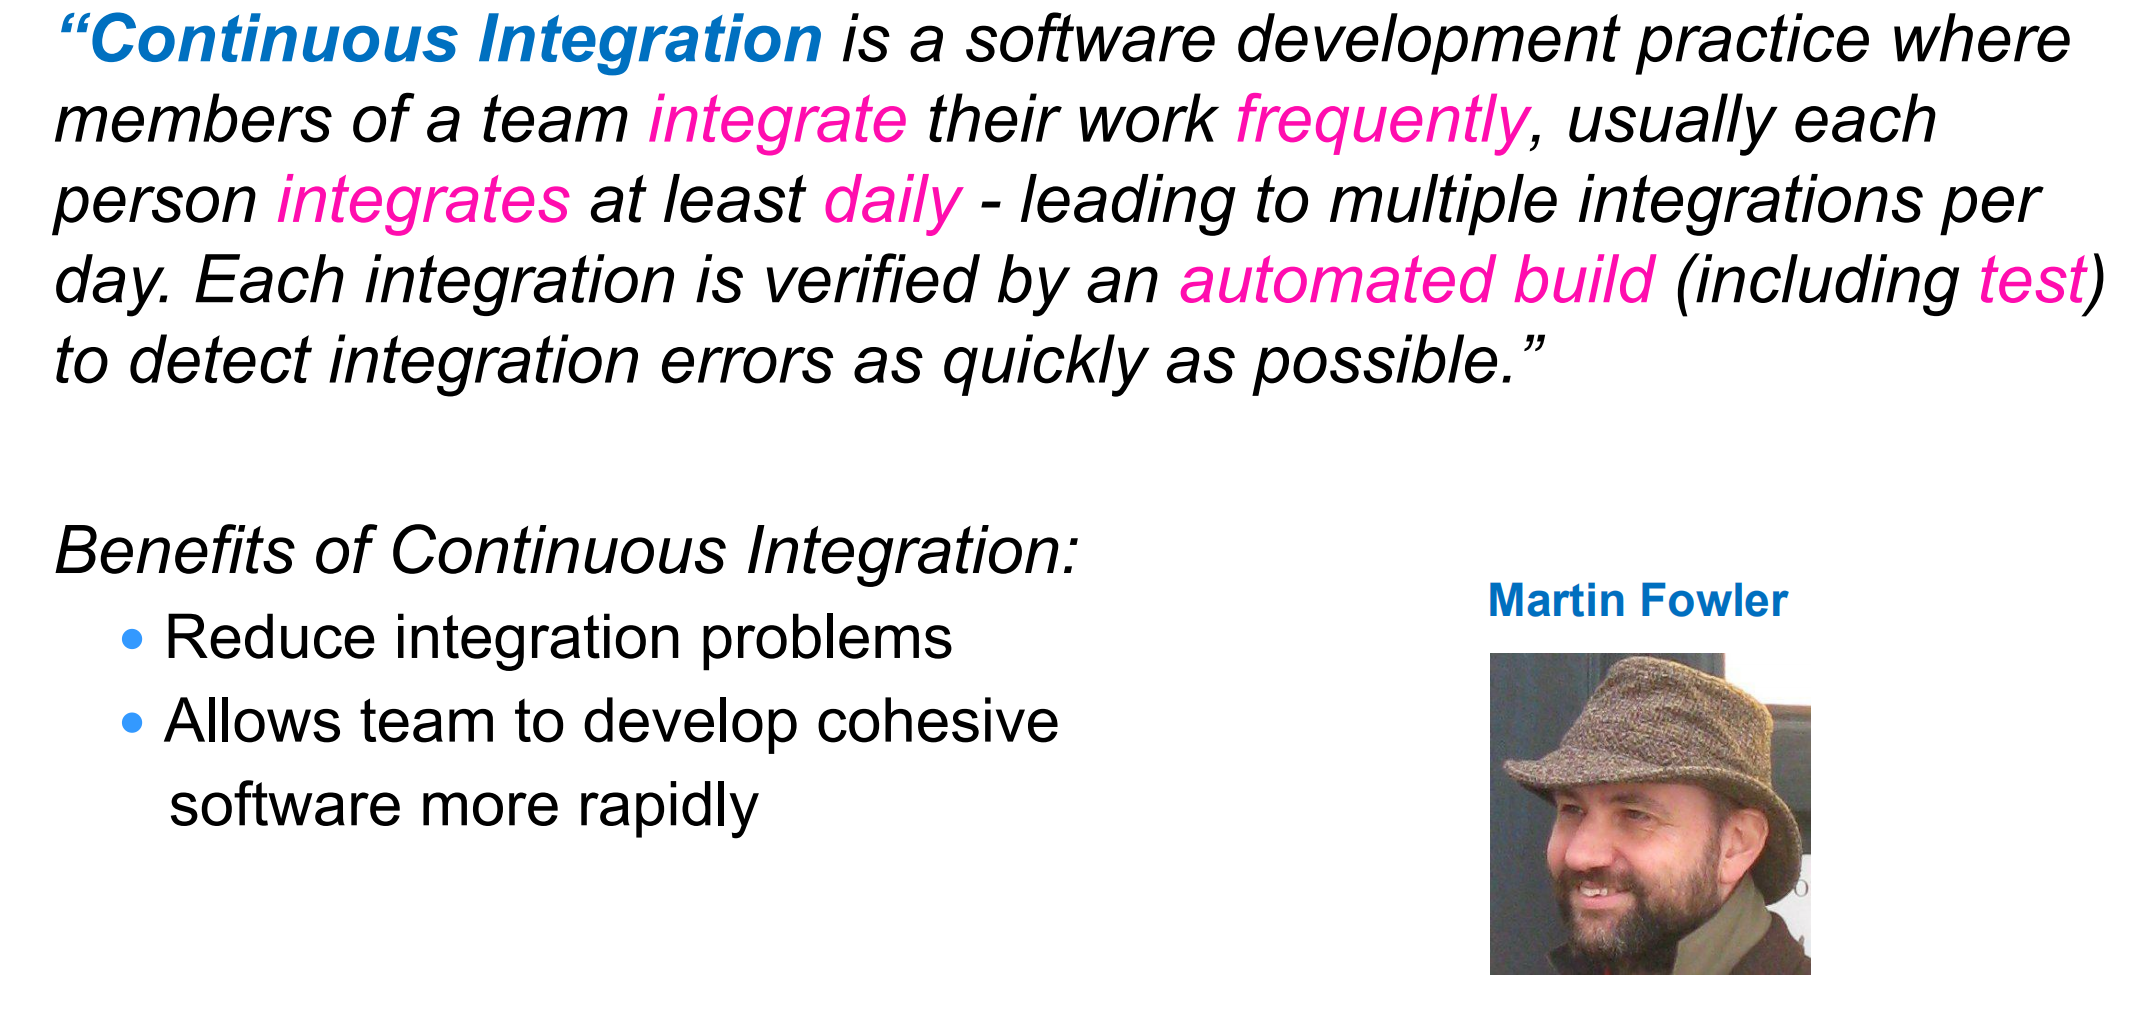 “Continuous Integration is a software development practice where
members of a team integrate their work frequently, usually each
person integrates at least daily - leading to multiple integrations per
day. Each integration is verified by an automated build (including test)
to detect integration errors as quickly as possible.”
Benefits of Continuous Integration:
• Reduce integration problems
• Allows team to develop cohesive
software more rapidly
Martin Fowler